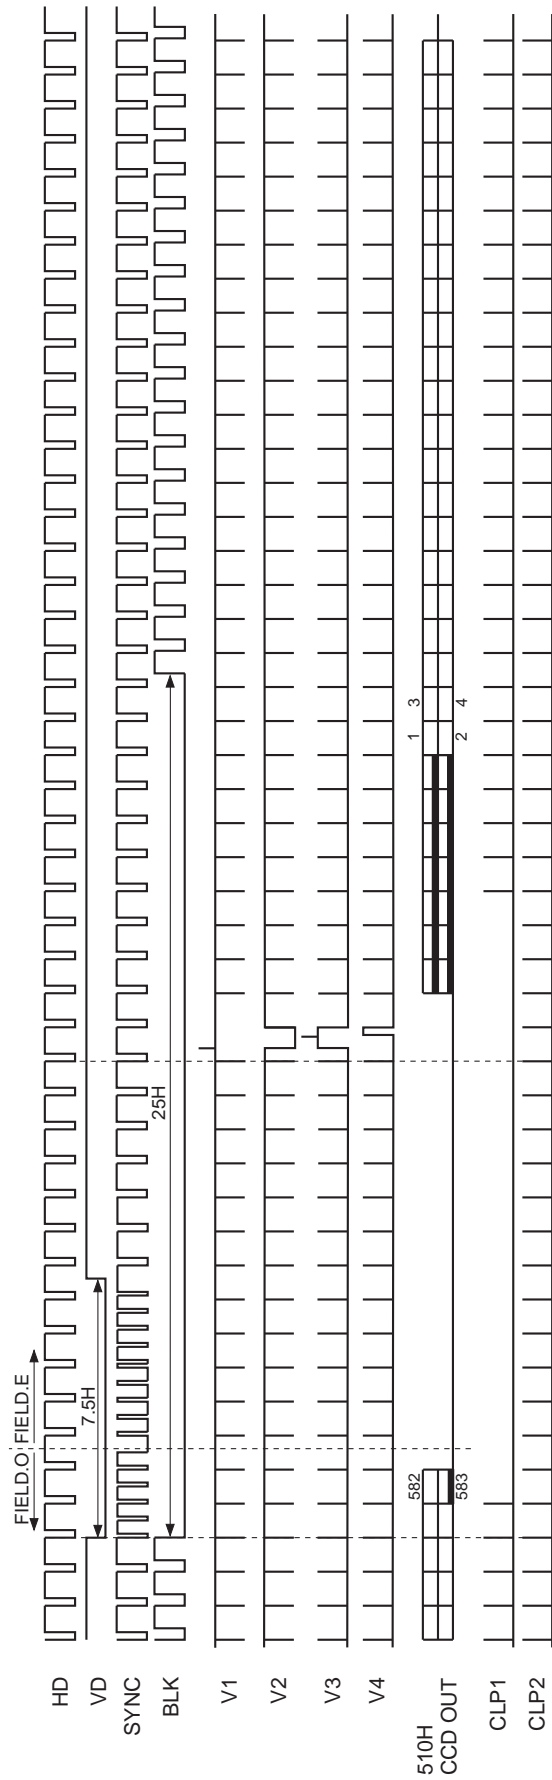 FIELD.O FIELD.E
HD
VD
7.5H
SYNC
BLK
25H
V1
V2
V3
V4
510H
CCD OUT
582
583
1
3
2
4
CLP1
CLP2